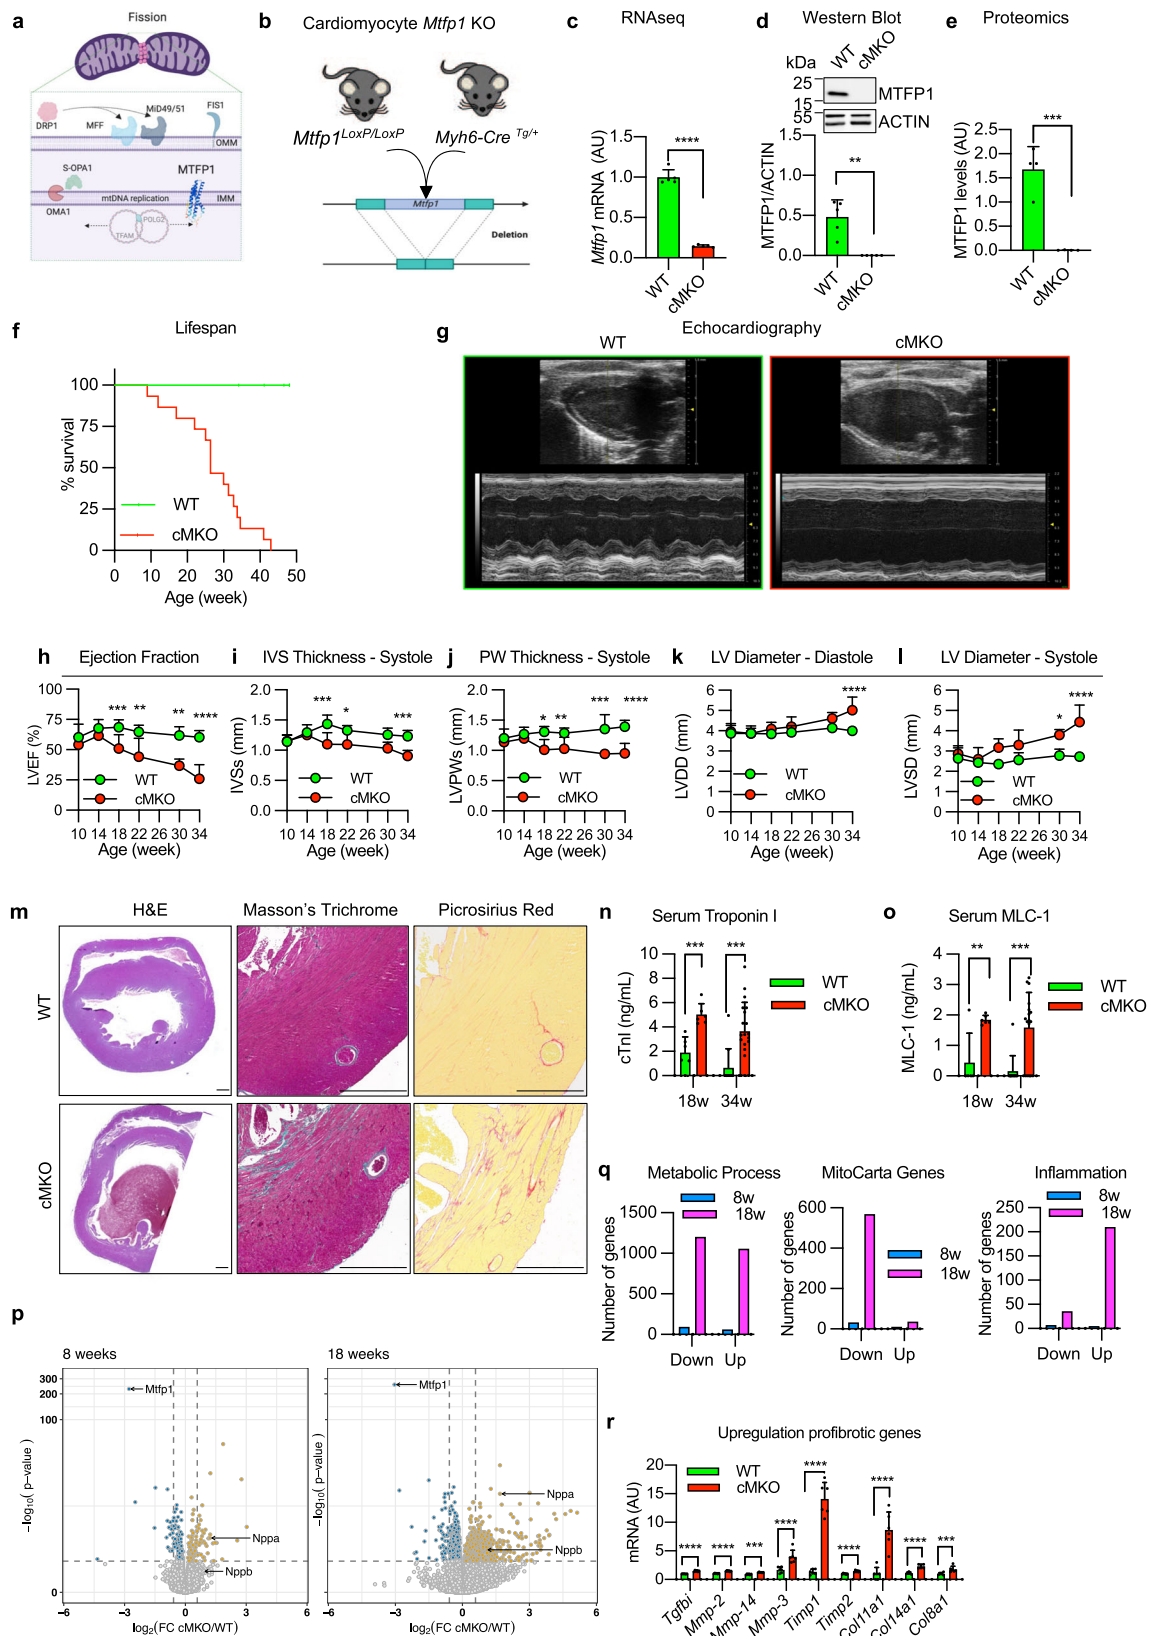 a
Fission
DRP1
MFF
MiD49/51
FIS1
OMM
S-OPA1
MTFP1
OMA1
mtDNA replication
IMM
POLG2
TFAM
b
Cardiomyocyte Mtfp1 KO
Mtfp1 LoxP/LoxP
Myh6-Cre Tg/+
Mtfp1
Deletion
c
RNAseq
Mtfp1 mRNA (AU)
1.5
1.0
0.5
0.0
****
WT
cMKO
d
Western Blot
kDa
WT
cMKO
25
15
55
MTFP1
ACTIN
MTFP1/ACTIN
1.0
0.5
0.0
**
WT
cMKO
e
Proteomics
MTFP1 levels (AU)
2.5
2.0
1.5
1.0
0.5
0.0
***
WT
cMKO
f
Lifespan
% survival
100
75
50
25
0
WT
cMKO
0 10 20 30 40 50
Age (week)
g
Echocardiography
WT
cMKO
h
Ejection Fraction
LVEF (%)
100
75
50
25
0
*** ** ** ****
WT
cMKO
10 14 18 22 26 30 34
Age (week)
i
IVS Thickness - Systole
IVSs (mm)
2.0
1.5
1.0
0.5
0.0
*** * ***
WT
cMKO
10 14 18 22 26 30 34
Age (week)
j
PW Thickness - Systole
LVPWs (mm)
2.0
1.5
1.0
0.5
0.0
* ** *** ****
WT
cMKO
10 14 18 22 26 30 34
Age (week)
k
LV Diameter - Diastole
LVDD (mm)
6
5
4
3
2
1
0
****
WT
cMKO
10 14 18 22 26 30 34
Age (week)
l
LV Diameter - Systole
LVSD (mm)
6
5
4
3
2
1
0
* ****
WT
cMKO
10 14 18 22 26 30 34
Age (week)
m
H&E
Masson's Trichrome
Picrosirius Red
WT
cMKO
n
Serum Troponin I
cTnI (ng/mL)
10
8
6
4
2
0
*** ***
WT
cMKO
18w 34w
o
Serum MLC-1
MLC-1 (ng/mL)
4
3
2
1
0
** ***
WT
cMKO
18w 34w
p
8 weeks
18 weeks
-log10( p-value )
300
200
100
0
Mtfp1
Nppa
Nppb
-6 -4 -2 0 2 4 6
log2(FC cMKO/WT)
-log10( p-value )
300
200
100
0
Mtfp1
Nppa
Nppb
-6 -4 -2 0 2 4 6
log2(FC cMKO/WT)
q
Metabolic Process
8w
18w
Number of genes
1500
1000
500
0
Down Up
MitoCarta Genes
Number of genes
600
400
200
0
8w
18w
Down Up
Inflammation
8w
18w
Number of genes
250
200
150
100
50
0
Down Up
r
Upregulation profibrotic genes
mRNA (AU)
20
15
10
5
0
WT
cMKO
**** **** *** **** **** **** **** **** ***
Tgfbi
Mmp-2
Mmp-14
Mmp-3
Timp1
Timp2
Col11a1
Col14a1
Col8a1